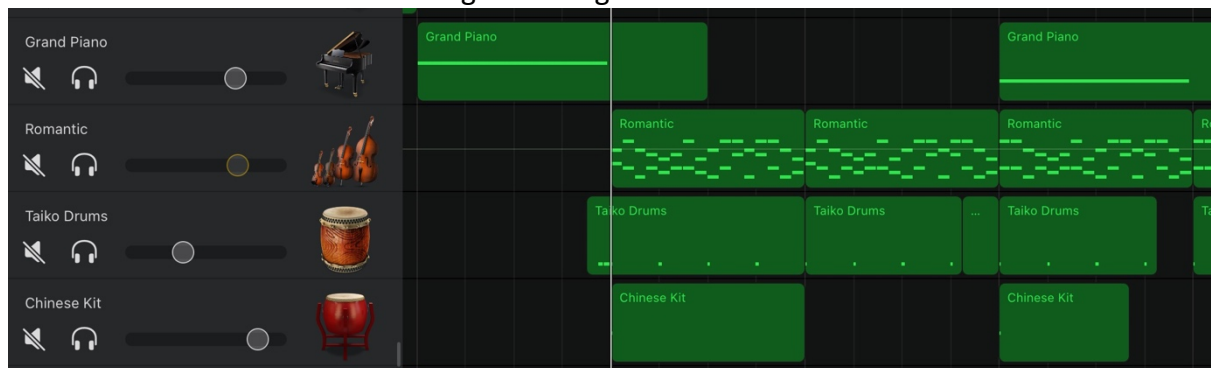 Grand Piano
Grand Piano
Grand Piano
Romantic
Romantic
Romantic
Romantic
Taiko Drums
Taiko Drums
Taiko Drums
...
Taiko Drums
Chinese Kit
Chinese Kit
Chinese Kit